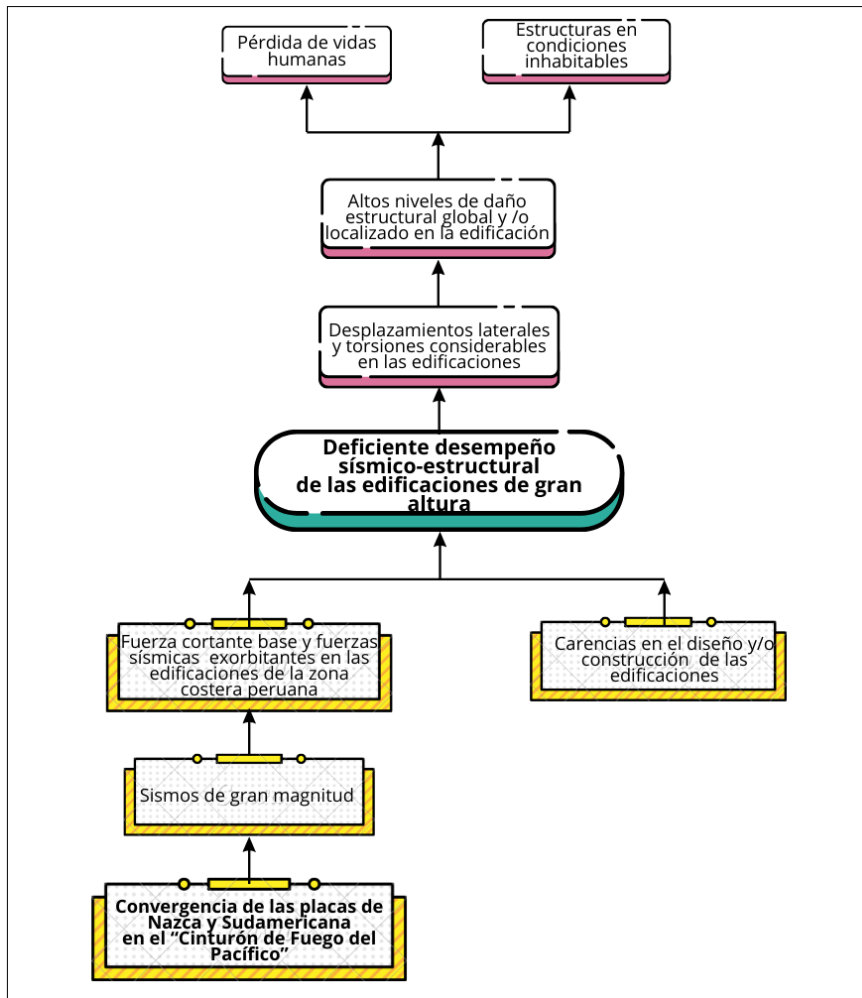 Pérdida de vidas
humanas
Estructuras en
condiciones
inhabitables
Altos niveles de daño
estructural global y /o
localizado en la edificación
Desplazamientos laterales
y torsiones considerables
en las edificaciones
Deficiente desempeño
sísmico-estructural
de las edificaciones de gran
altura
Fuerza cortante base y fuerzas
sísmicas exorbitantes en las
edificaciones de la zona
costera peruana
Carencias en el diseño y/o
construcción de las
edificaciones
Sismos de gran magnitud
Convergencia de las placas de
Nazca y Sudamericana
en el “Cinturón de Fuego del
Pacífico”